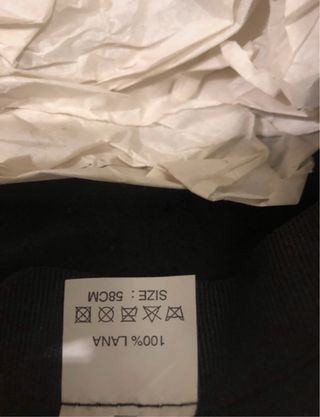 100% LANA
SIZE : 58CM